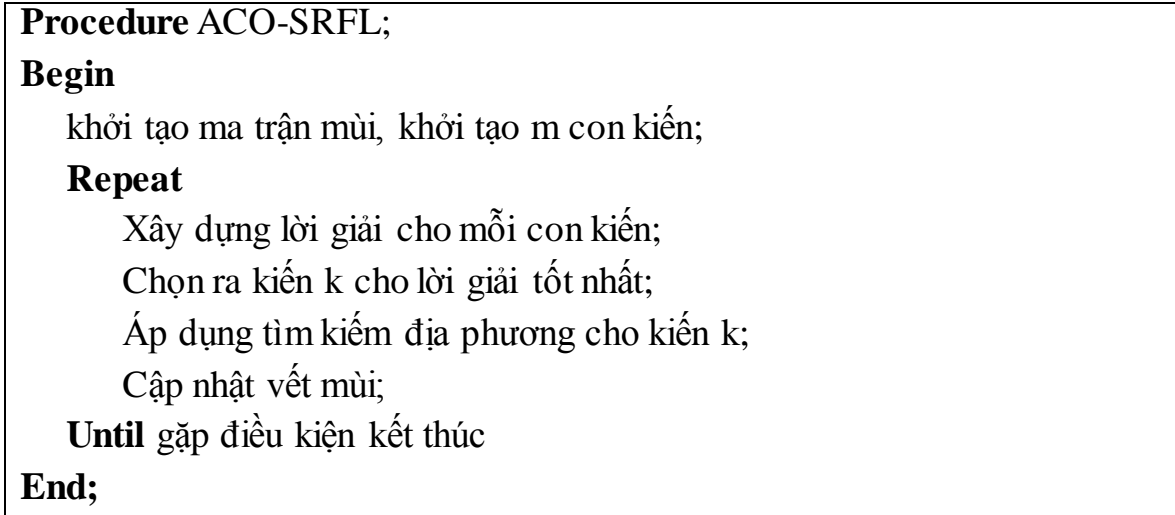 Procedure ACO-SRFL;
Begin
khởi tạo ma trận mùi, khởi tạo m con kiến;
Repeat
Xây dựng lời giải cho mỗi con kiến;
Chọn ra kiến k cho lời giải tốt nhất;
Áp dụng tìm kiếm địa phương cho kiến k;
Cập nhật vết mùi;
Until gặp điều kiện kết thúc
End;